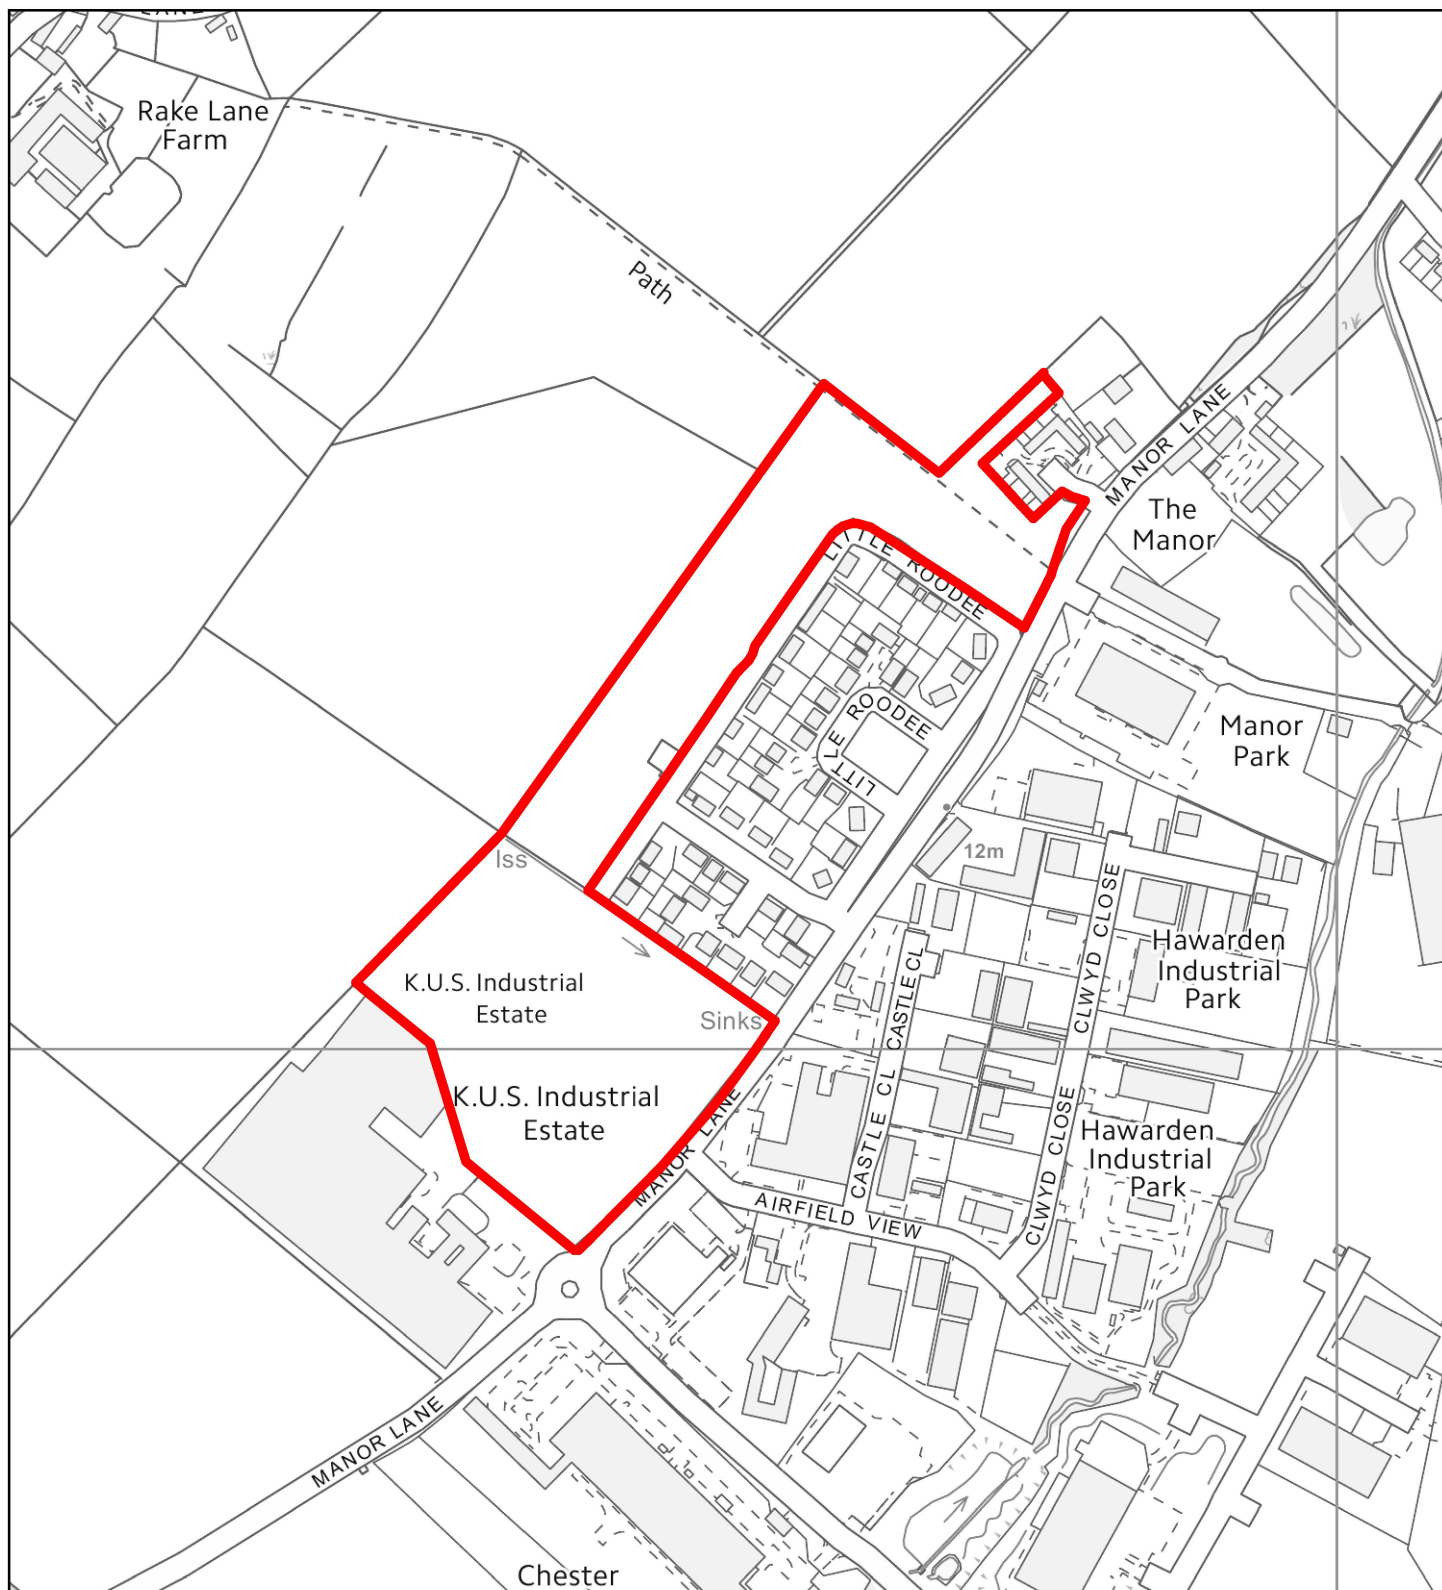 LANE
Rake Lane
Farm
Path
MANOR LANE
The
Manor
LITTLE ROODEE
LITTLE ROODEE
Manor
Park
12m
Iss
CLWYD CLOSE
CASTLE CL
Hawarden
Industrial
Park
K.U.S. Industrial
Estate
Sinks
K.U.S. Industrial
Estate
MANOR LANE
CASTLE CL
CLWYD CLOSE
Hawarden
Industrial
Park
AIRFIELD VIEW
MANOR LANE
Chester